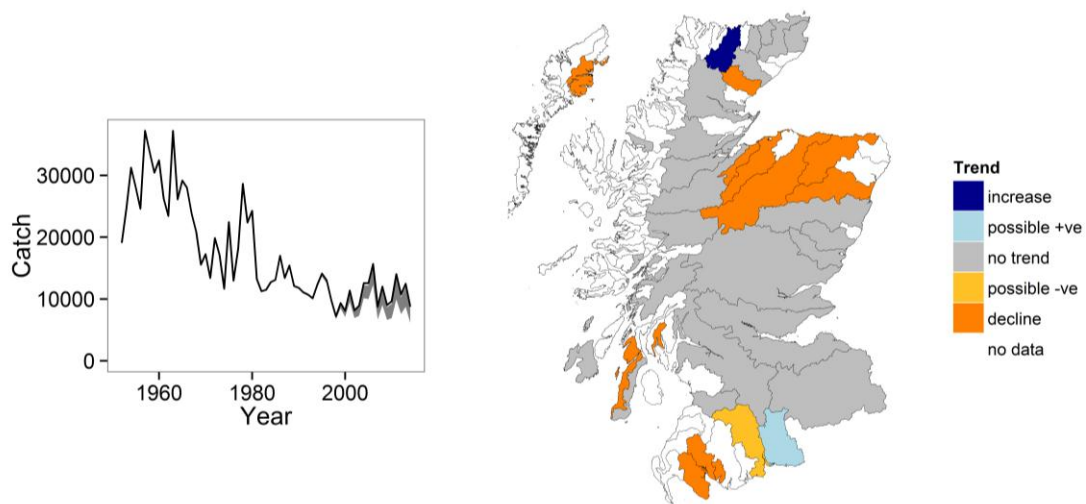 Catch
30000
20000
10000
0
1960 1980 2000
Year
Trend
increase
possible +ve
no trend
possible -ve
decline
no data